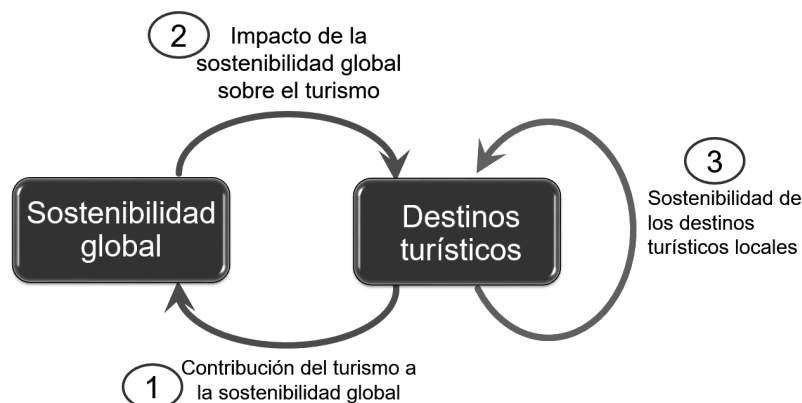 2
Impacto de la
sostenibilidad global
sobre el turismo
Sostenibilidad
global
Destinos
turísticos
3
Sostenibilidad de
los destinos
turísticos locales
1
Contribución del turismo a
la sostenibilidad global